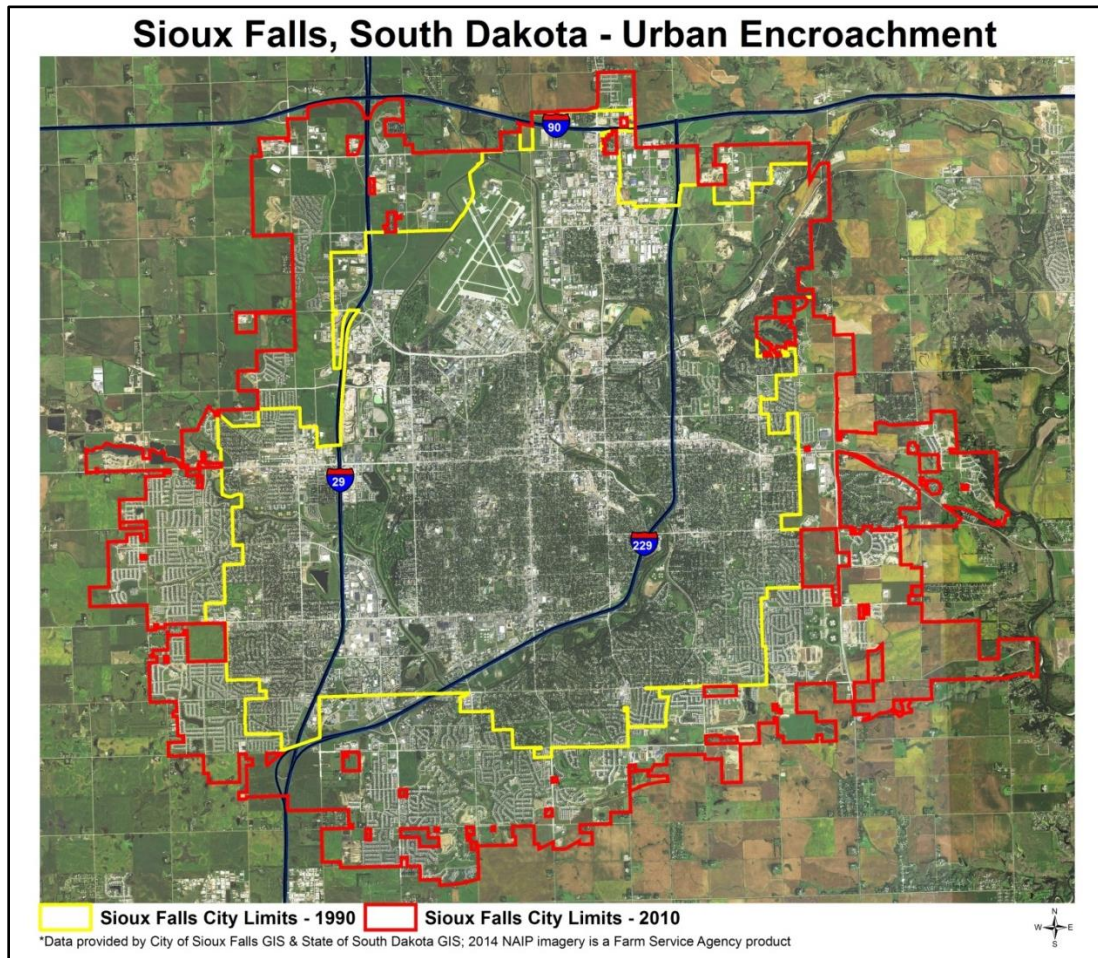 Sioux Falls, South Dakota - Urban Encroachment
90
29
229
Sioux Falls City Limits - 1990 Sioux Falls City Limits - 2010
*Data provided by City of Sioux Falls GIS & State of South Dakota GIS; 2014 NAIP imagery is a Farm Service Agency product
N
W E
S